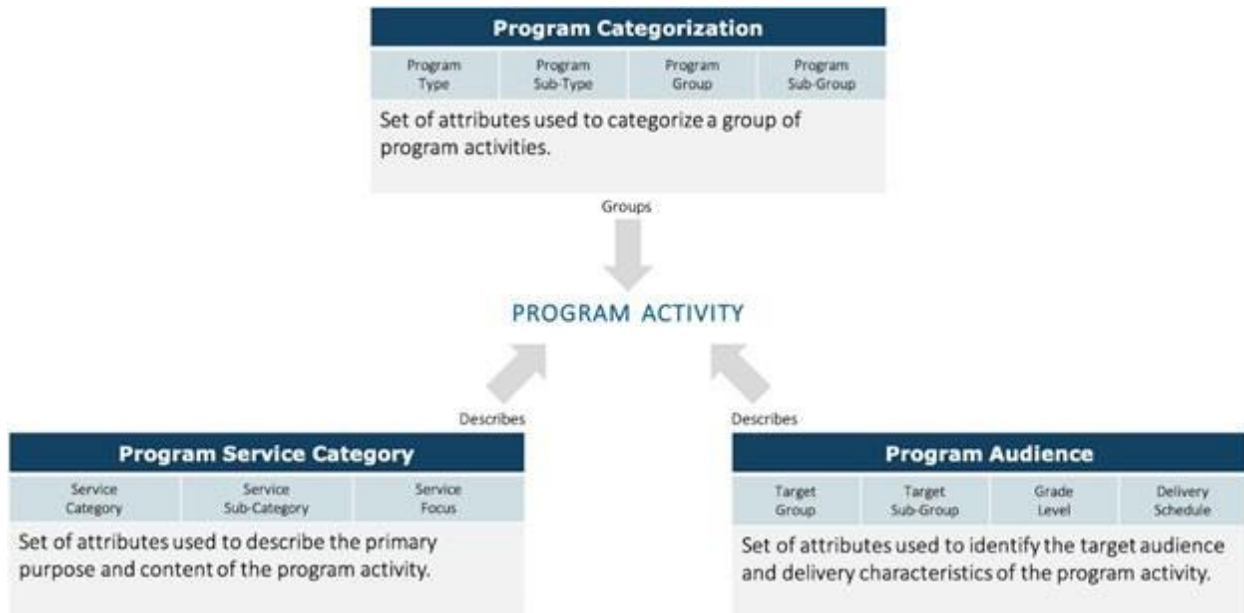 Program Categorization
Program Type
Program Sub-Type
Program Group
Program Sub-Group
Set of attributes used to categorize a group of
program activities.
Groups
PROGRAM ACTIVITY
Describes
Program Service Category
Service Category
Service Sub-Category
Service Focus
Set of attributes used to describe the primary
purpose and content of the program activity.
Describes
Program Audience
Target Group
Target Sub-Group
Grade Level
Delivery Schedule
Set of attributes used to identify the target audience
and delivery characteristics of the program activity.